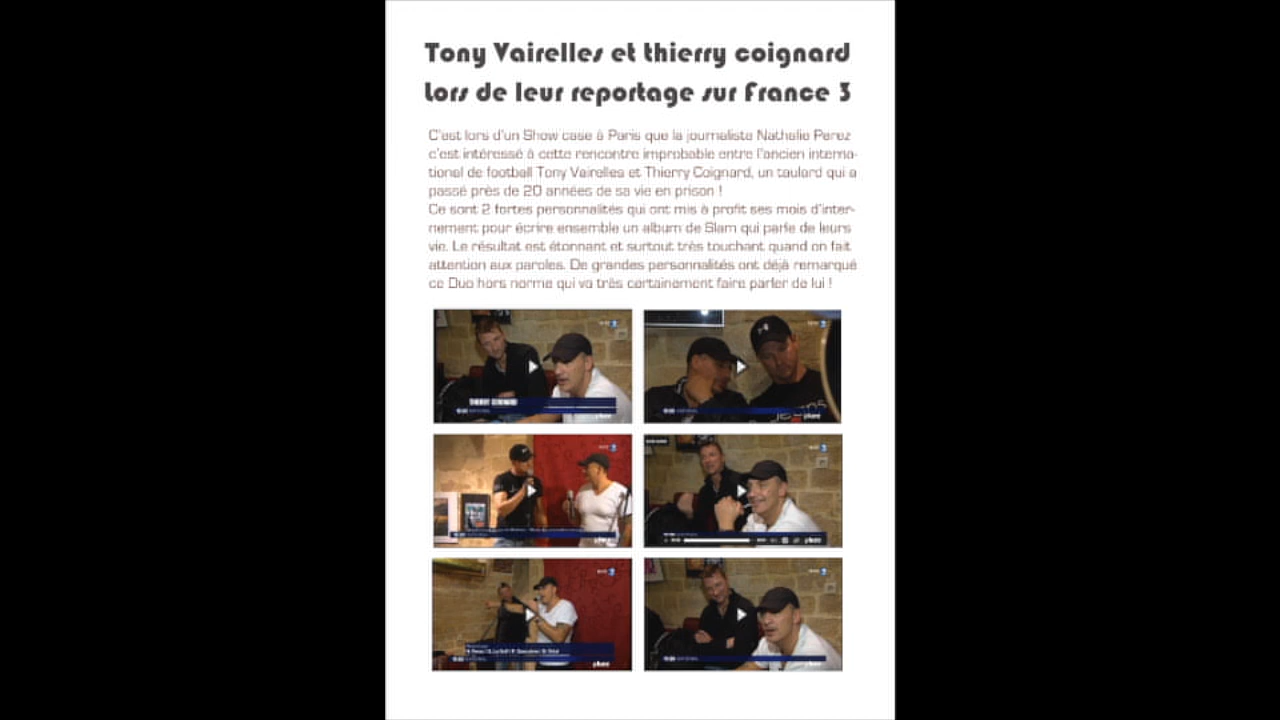 Tony Vairelles et thierry coignard
Lors de leur reportage sur France 3
C'est lors d'un Show case à Paris que la journaliste Nathalie Perez
c'est intéressé à cette rencontre improbable entre l'ancien interna-
tional de football Tony Vairelles et Thierry Coignard, un taulard qui a
passé près de 20 années de sa vie en prison !
Ce sont 2 fortes personnalités qui ont mis à profit ses mois d'inter-
nement pour écrire ensemble un album de Slam qui parle de leurs
vie. Le résultat est étonnant et surtout très touchant quand on fait
attention aux paroles. De grandes personnalités ont déjà remarqué
ce Duo hors norme qui va très certainement faire parler de lui !
THIERRY COIGNARD